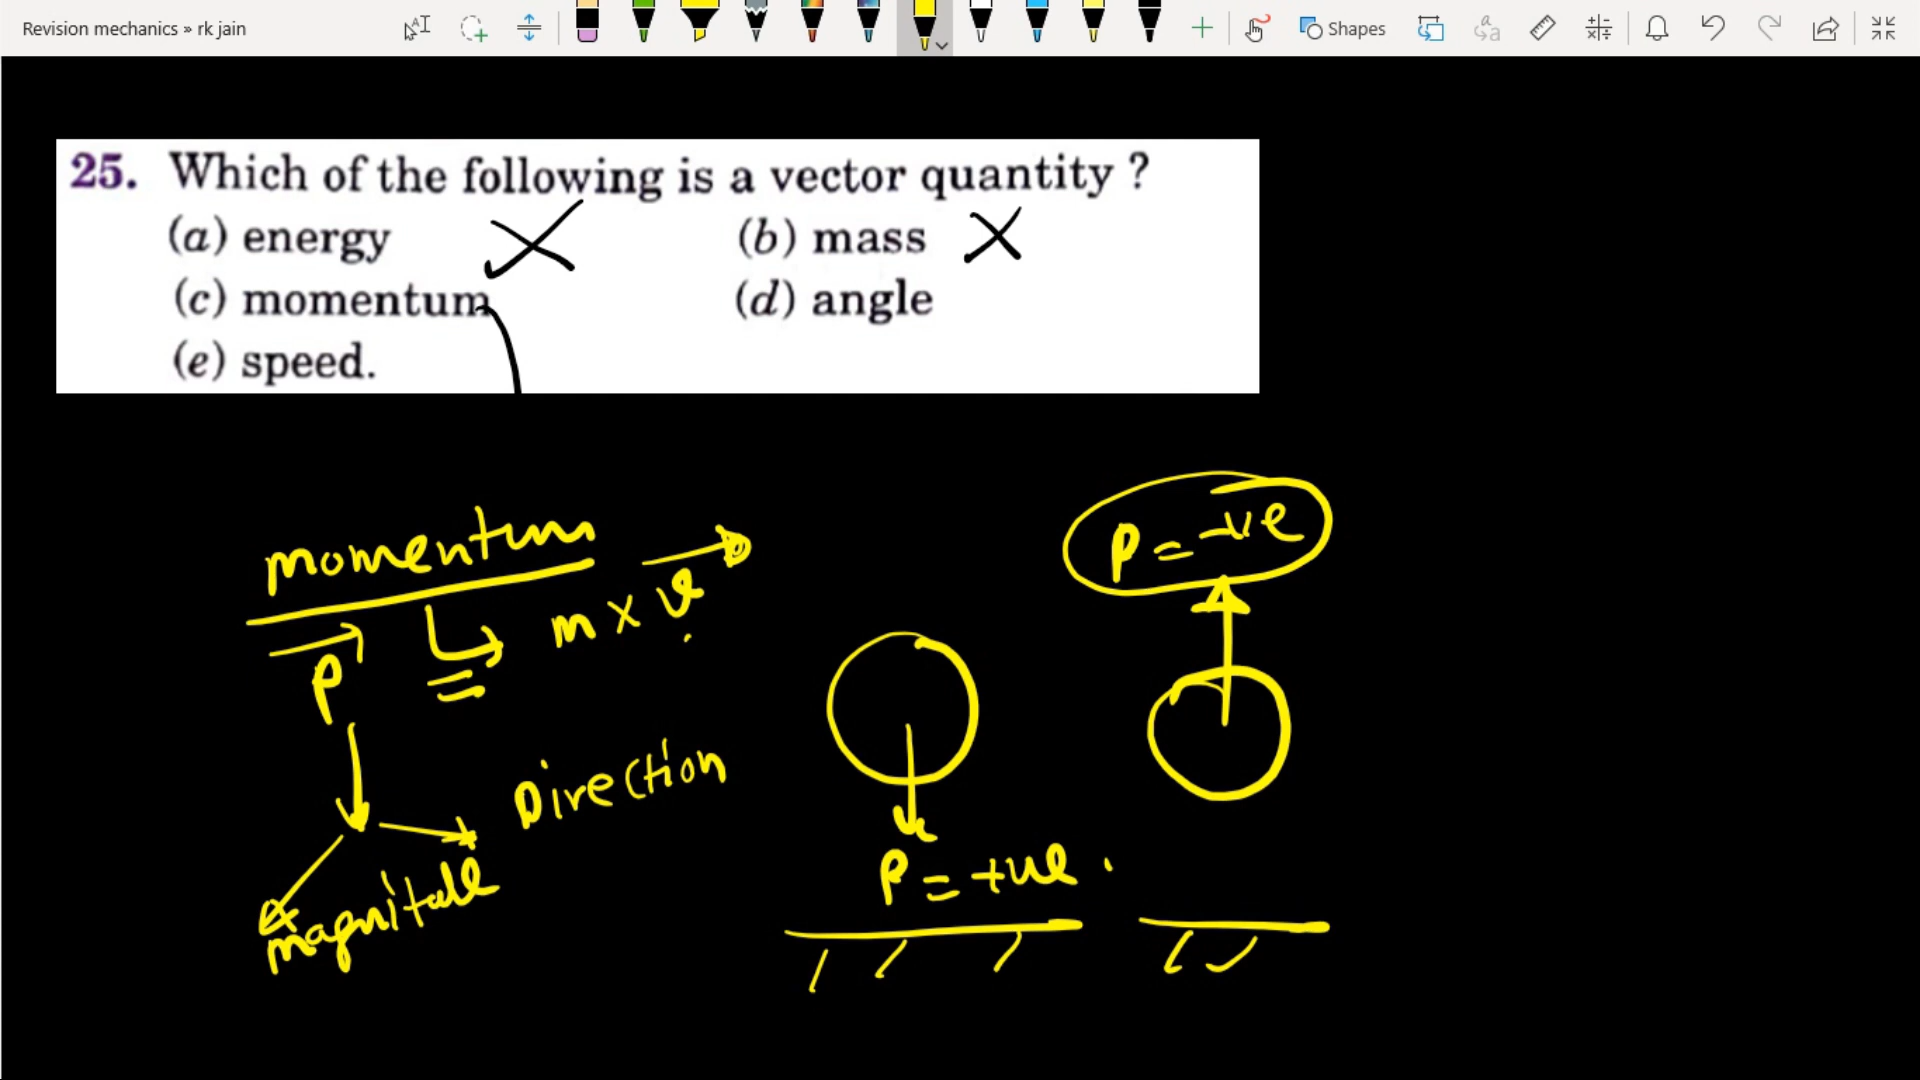 Revision mechanics » rk jain
Shapes
25. Which of the following is a vector quantity ?
(a) energy (b) mass
(c) momentum (d) angle
(e) speed.
momentum
p
m x v
Direction
magnitude
P = +ve
P = -ve